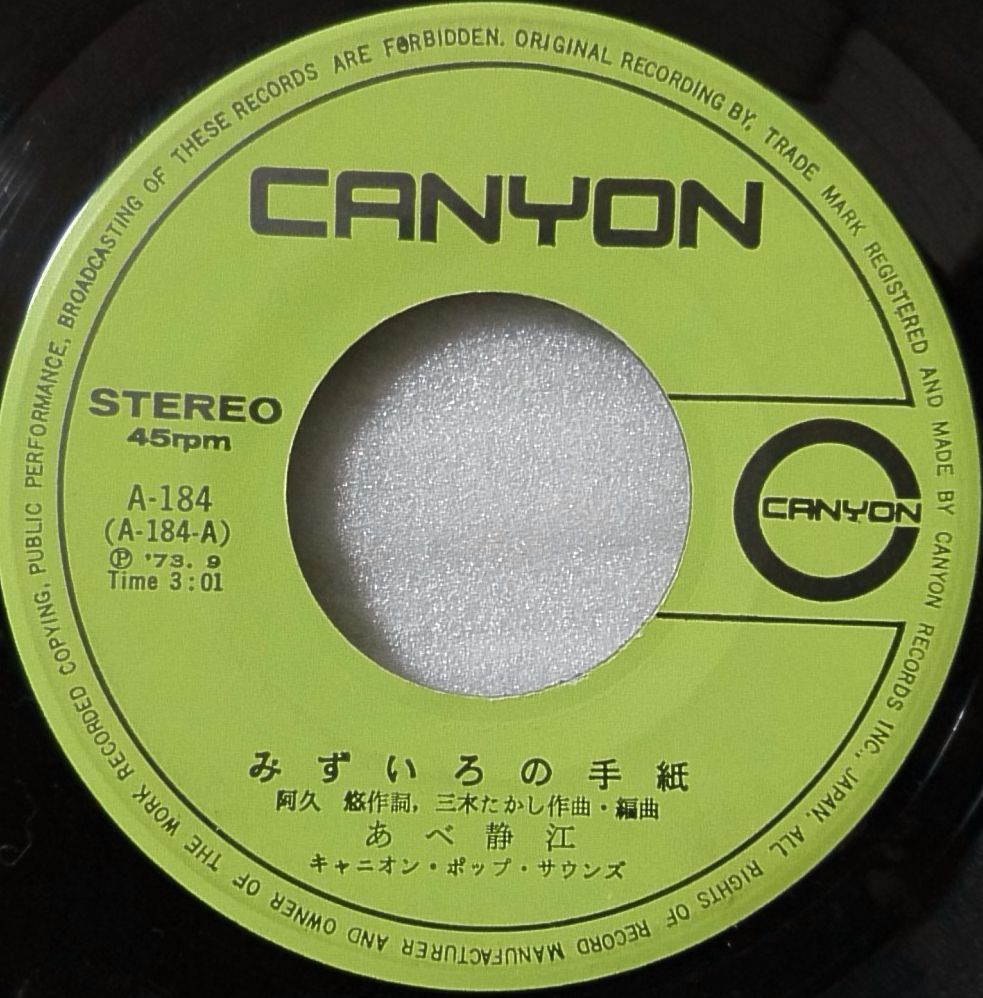 CANYON
STEREO
45rpm
A-184
(A-184-A)
Ⓟ '73. 9
Time 3:01
CANYON
みずいろの手紙
阿久 悠作詞, 三木たかし作曲・編曲
あべ静江
キャニオン・ポップ・サウンズ
ALL RIGHTS OF RECORD MANUFACTURER AND OWNER OF THE WORK RECORDED COPYING, PUBLIC PERFORMANCE, BROADCASTING OF THESE RECORDS ARE FORBIDDEN. ORIGINAL RECORDING BY, TRADE MARK REGISTERED AND MADE BY CANYON RECORDS INC., JAPAN.